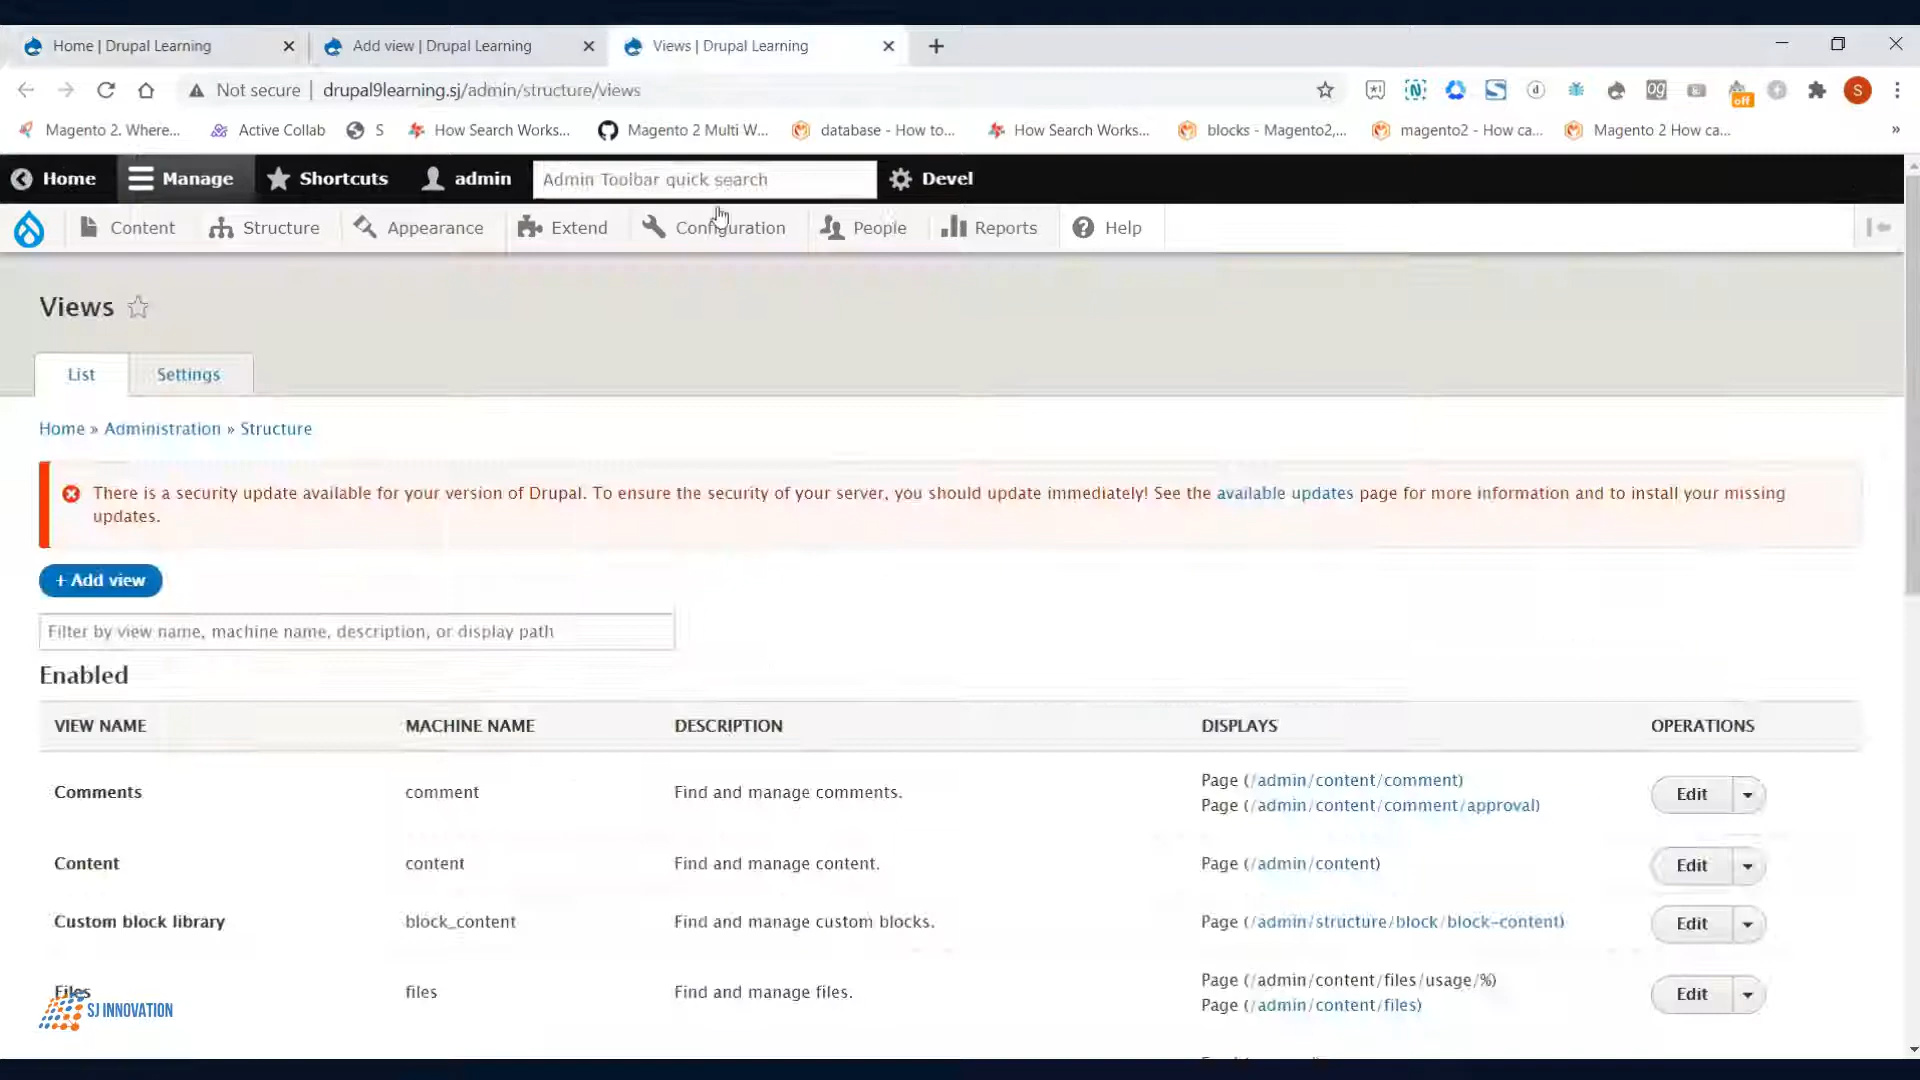 Home | Drupal Learning
Add view | Drupal Learning
Views | Drupal Learning
Not secure | drupal9learning.sj/admin/structure/views
Magento 2. Where... Active Collab S How Search Works... Magento 2 Multi W... database - How to... How Search Works... blocks - Magento2,... magento2 - How ca... Magento 2 How ca... »
Home Manage Shortcuts admin Admin Toolbar quick search Devel
Content Structure Appearance Extend Configuration People Reports Help
Views
List Settings
Home » Administration » Structure
There is a security update available for your version of Drupal. To ensure the security of your server, you should update immediately! See the available updates page for more information and to install your missing
updates.
+ Add view
Filter by view name, machine name, description, or display path
Enabled
VIEW NAME MACHINE NAME DESCRIPTION DISPLAYS OPERATIONS
Comments comment Find and manage comments. Page (/admin/content/comment) Edit
Page (/admin/content/comment/approval)
Content content Find and manage content. Page (/admin/content) Edit
Custom block library block_content Find and manage custom blocks. Page (/admin/structure/block/block-content) Edit
Files files Find and manage files. Page (/admin/content/files/usage/%) Edit
Page (/admin/content/files)
SJ INNOVATION